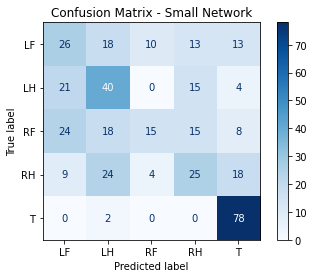 Confusion Matrix - Small Network
True label
LF 26 18 10 13 13
LH 21 40 0 15 4
RF 24 18 15 15 8
RH 9 24 4 25 18
T 0 2 0 0 78
LF LH RF RH T
Predicted label
70
60
50
40
30
20
10
0